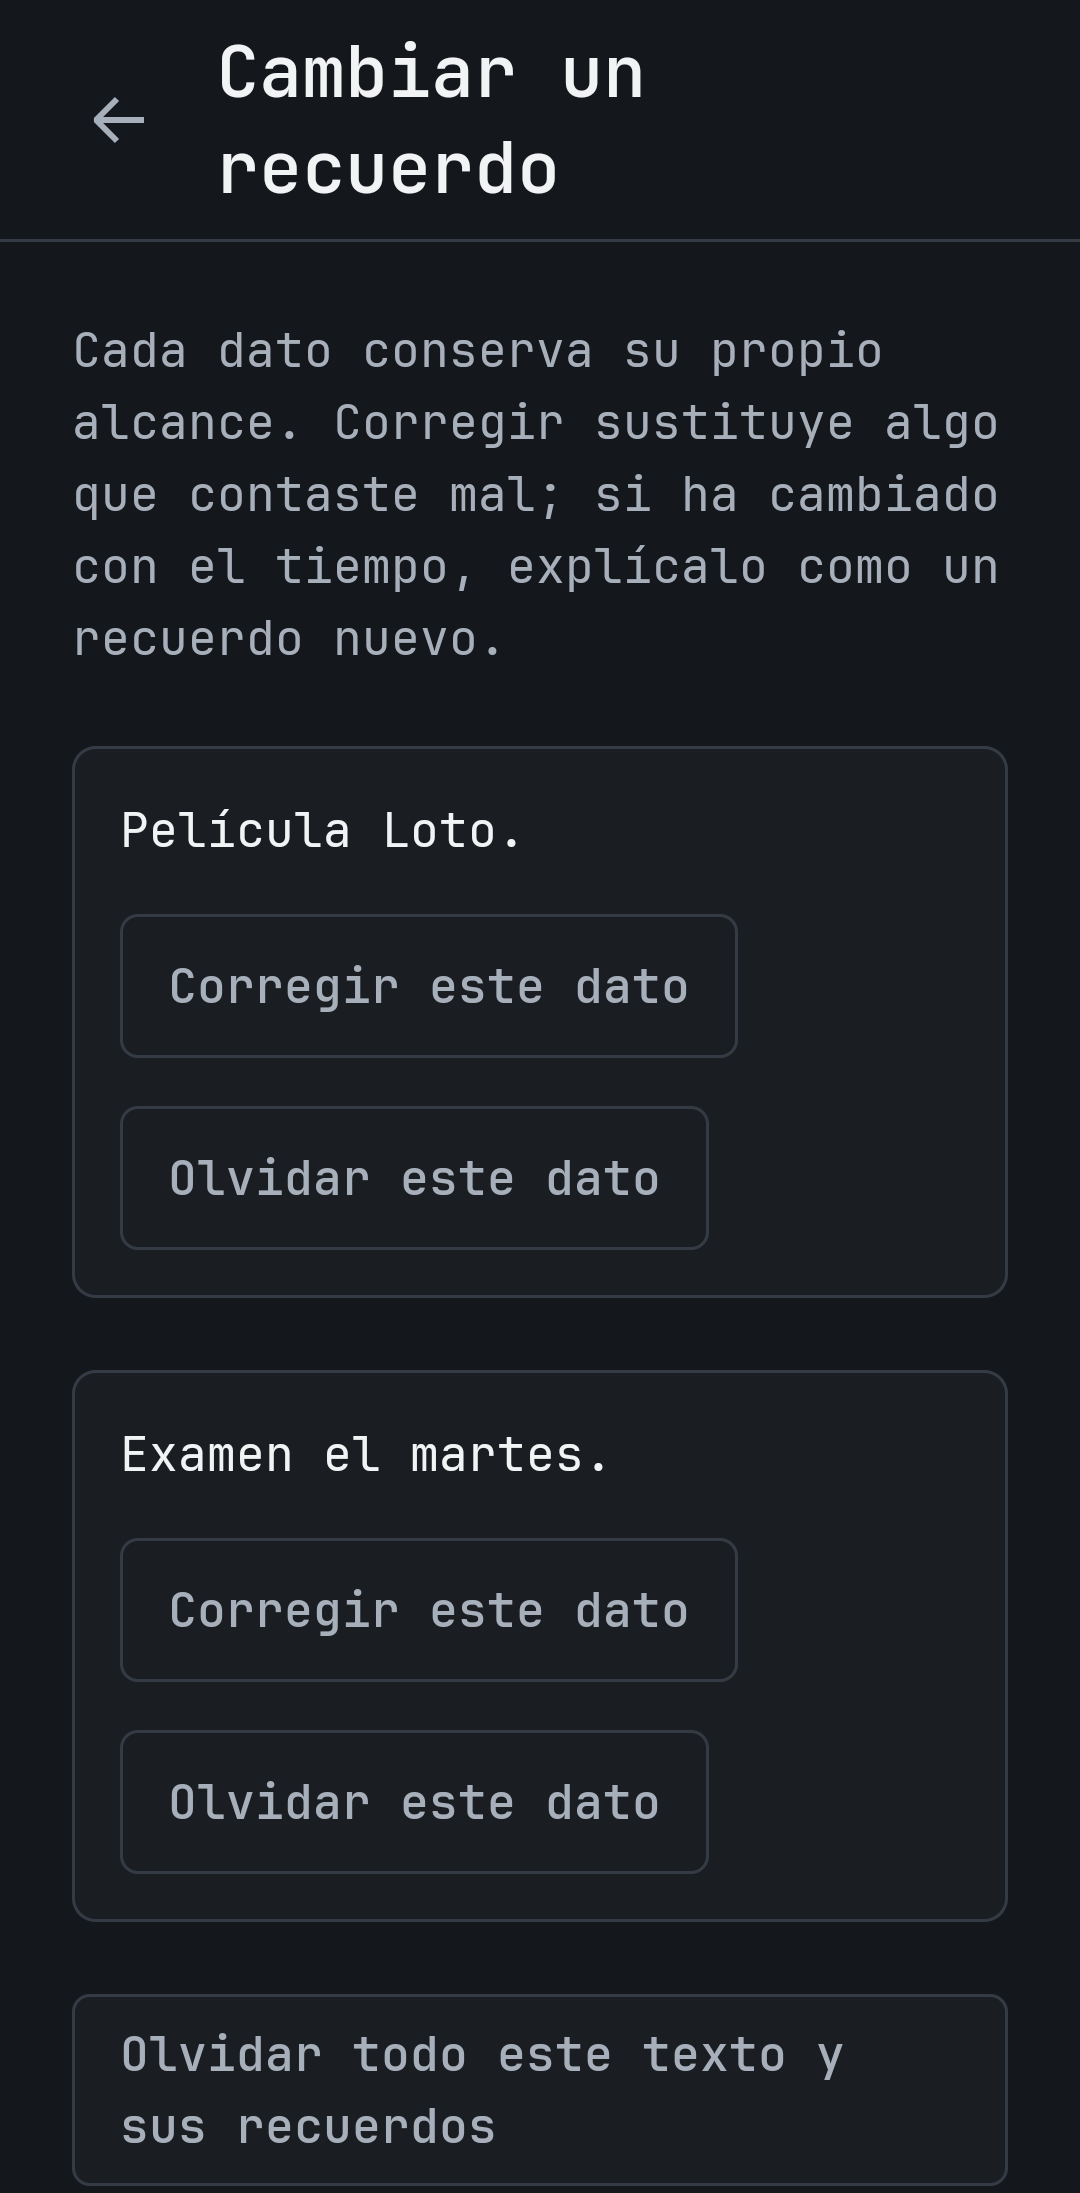 Cambiar un
recuerdo
Cada dato conserva su propio
alcance. Corregir sustituye algo
que contaste mal; si ha cambiado
con el tiempo, explícalo como un
recuerdo nuevo.
Película Loto.
Corregir este dato
Olvidar este dato
Examen el martes.
Corregir este dato
Olvidar este dato
Olvidar todo este texto y
sus recuerdos